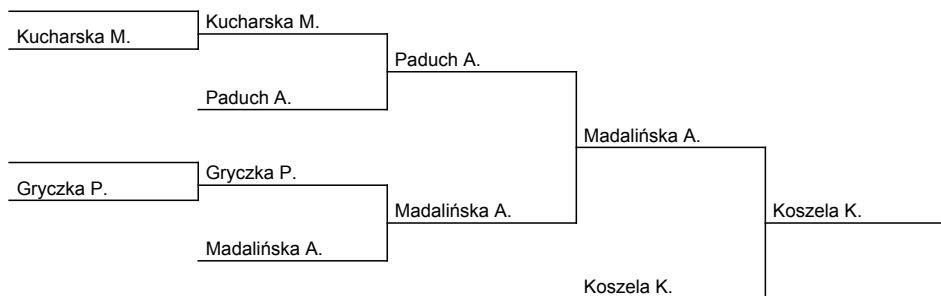 Kucharska M.
Kucharska M.
Paduch A.
Paduch A.
Madalińska A.
Gryczka P.
Gryczka P.
Madalińska A.
Koszela K.
Madalińska A.
Koszela K.